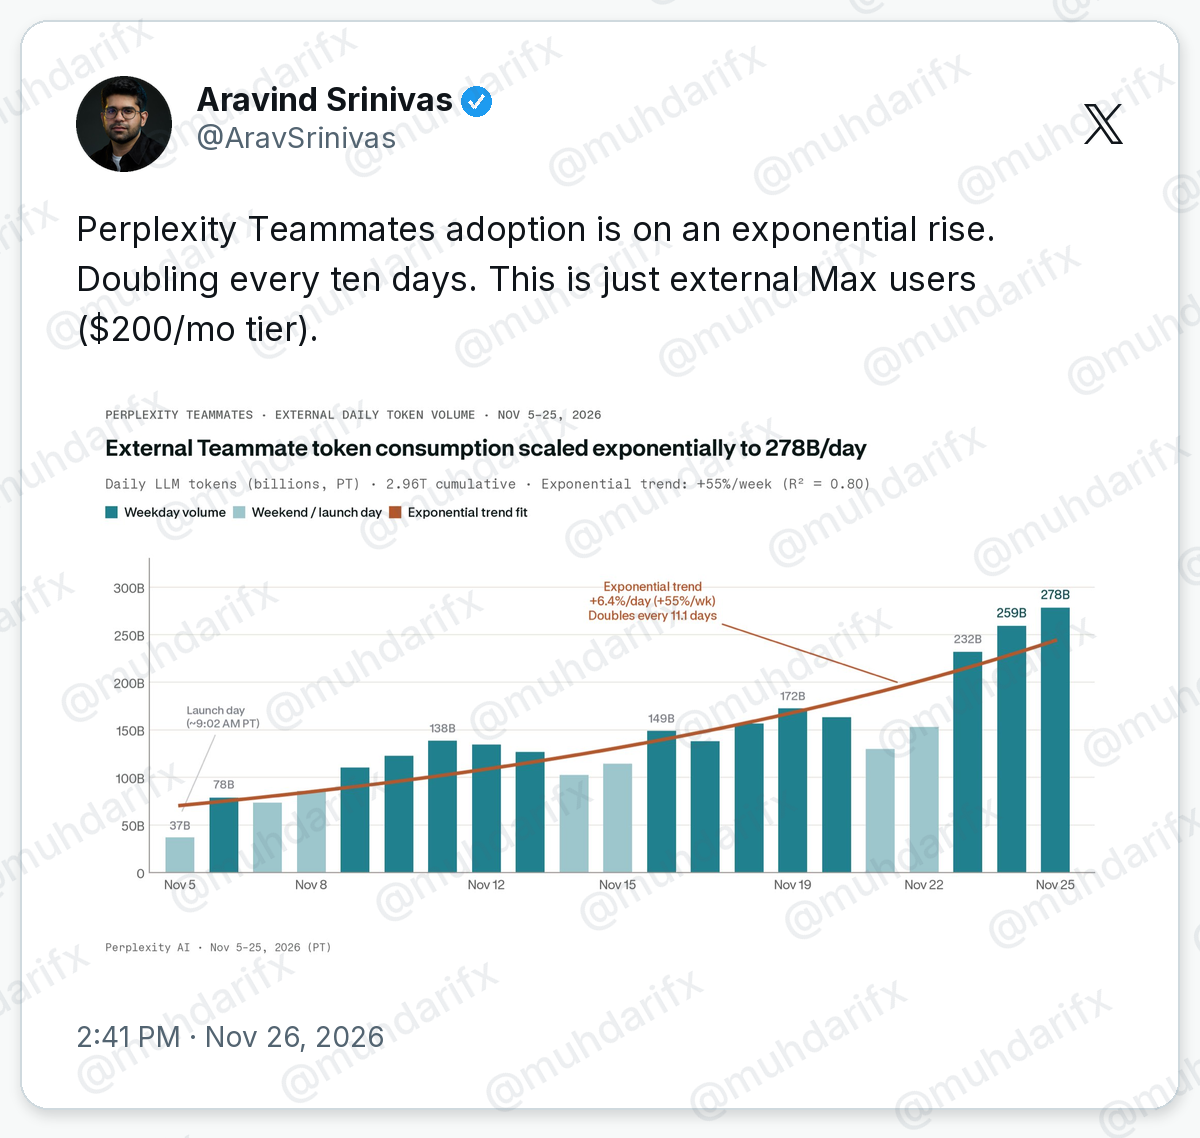 Aravind Srinivas
@AravSrinivas
Perplexity Teammates adoption is on an exponential rise.
Doubling every ten days. This is just external Max users
($200/mo tier).
PERPLEXITY TEAMMATES · EXTERNAL DAILY TOKEN VOLUME · NOV 5–25, 2026
External Teammate token consumption scaled exponentially to 278B/day
Daily LLM tokens (billions, PT) · 2.96T cumulative · Exponential trend: +55%/week (R² = 0.80)
Weekday volume Weekend / launch day Exponential trend fit
300B
250B
200B
150B
100B
50B
0
Launch day
(~9:02 AM PT)
Exponential trend
+6.4%/day (+55%/wk)
Doubles every 11.1 days
37B
78B
138B
149B
172B
232B
259B
278B
Nov 5 Nov 8 Nov 12 Nov 15 Nov 19 Nov 22 Nov 25
Perplexity AI · Nov 5–25, 2026 (PT)
2:41 PM · Nov 26, 2026
@muhdarifx